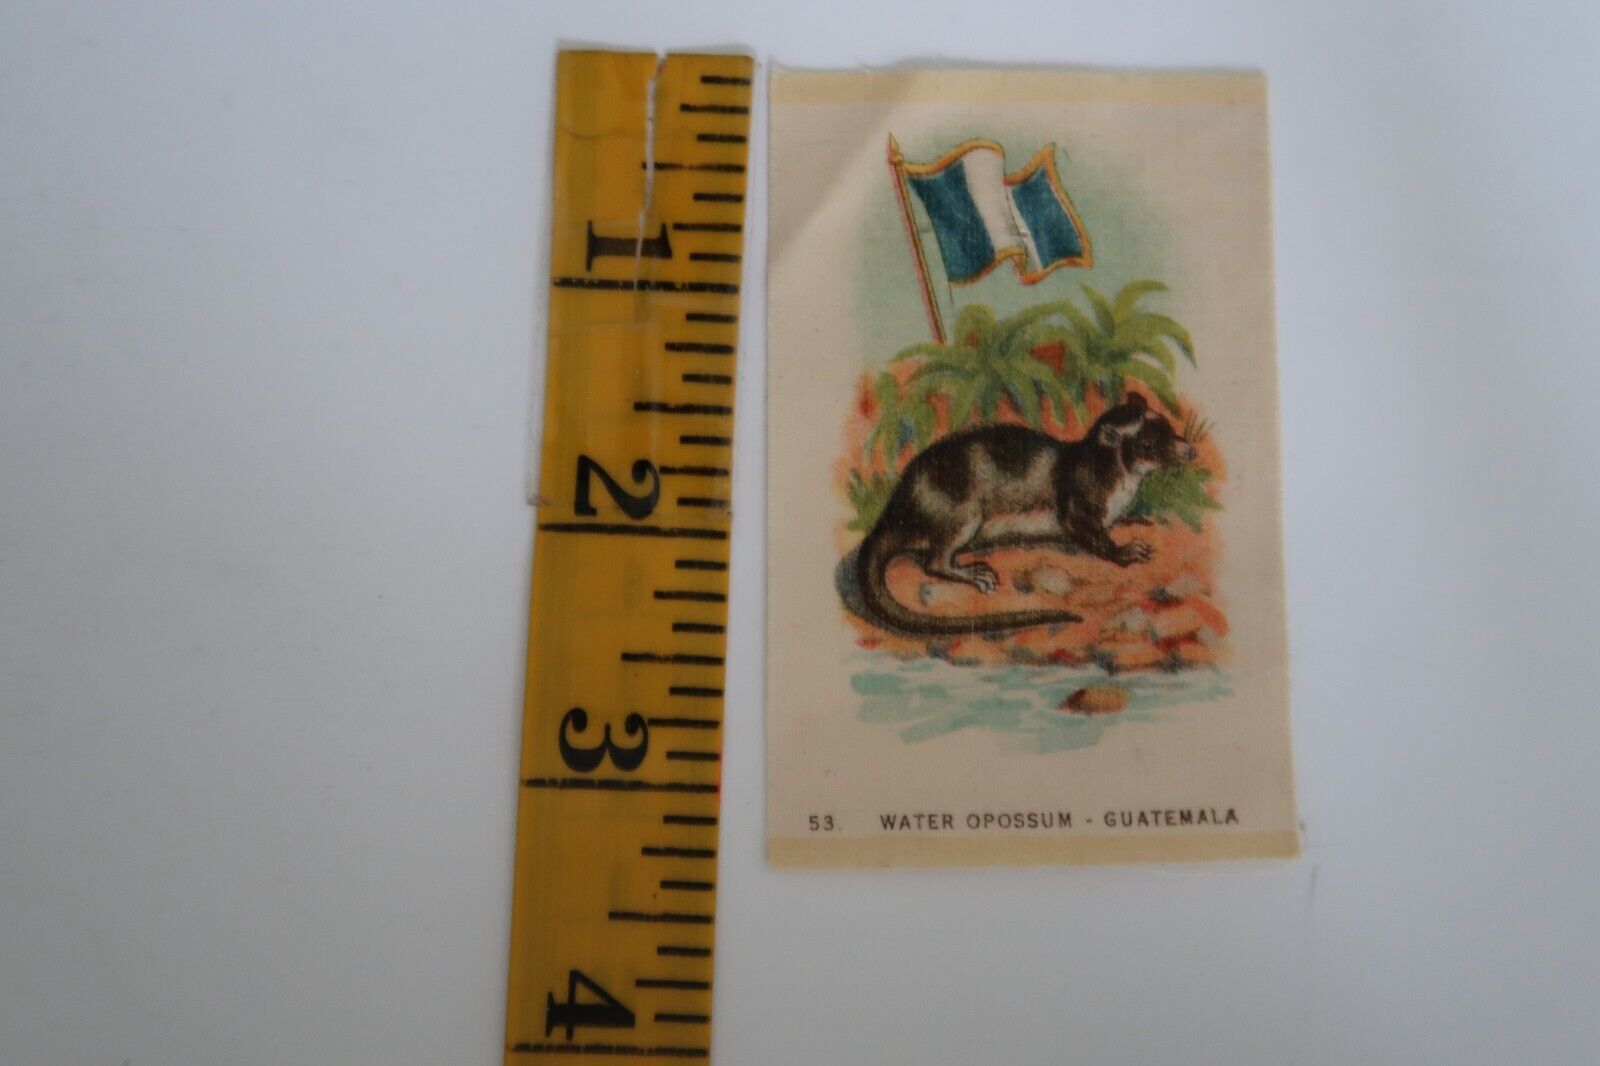 1
2
3
4
53. WATER OPOSSUM - GUATEMALA